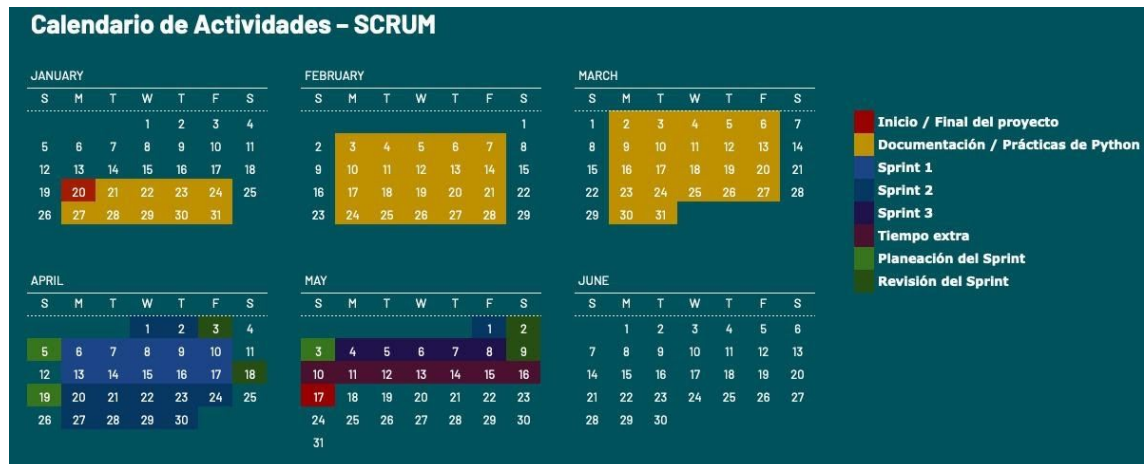 Calendario de Actividades – SCRUM
JANUARY
S M T W T F S
1 2 3 4
5 6 7 8 9 10 11
12 13 14 15 16 17 18
19 20 21 22 23 24 25
26 27 28 29 30 31
FEBRUARY
S M T W T F S
1
2 3 4 5 6 7 8
9 10 11 12 13 14 15
16 17 18 19 20 21 22
23 24 25 26 27 28 29
MARCH
S M T W T F S
1 2 3 4 5 6 7
8 9 10 11 12 13 14
15 16 17 18 19 20 21
22 23 24 25 26 27 28
29 30 31
Inicio / Final del proyecto
Documentación / Prácticas de Python
Sprint 1
Sprint 2
Sprint 3
Tiempo extra
Planeación del Sprint
Revisión del Sprint
APRIL
S M T W T F S
1 2 3 4
5 6 7 8 9 10 11
12 13 14 15 16 17 18
19 20 21 22 23 24 25
26 27 28 29 30
MAY
S M T W T F S
1 2
3 4 5 6 7 8 9
10 11 12 13 14 15 16
17 18 19 20 21 22 23
24 25 26 27 28 29 30
31
JUNE
S M T W T F S
1 2 3 4 5 6
7 8 9 10 11 12 13
14 15 16 17 18 19 20
21 22 23 24 25 26 27
28 29 30